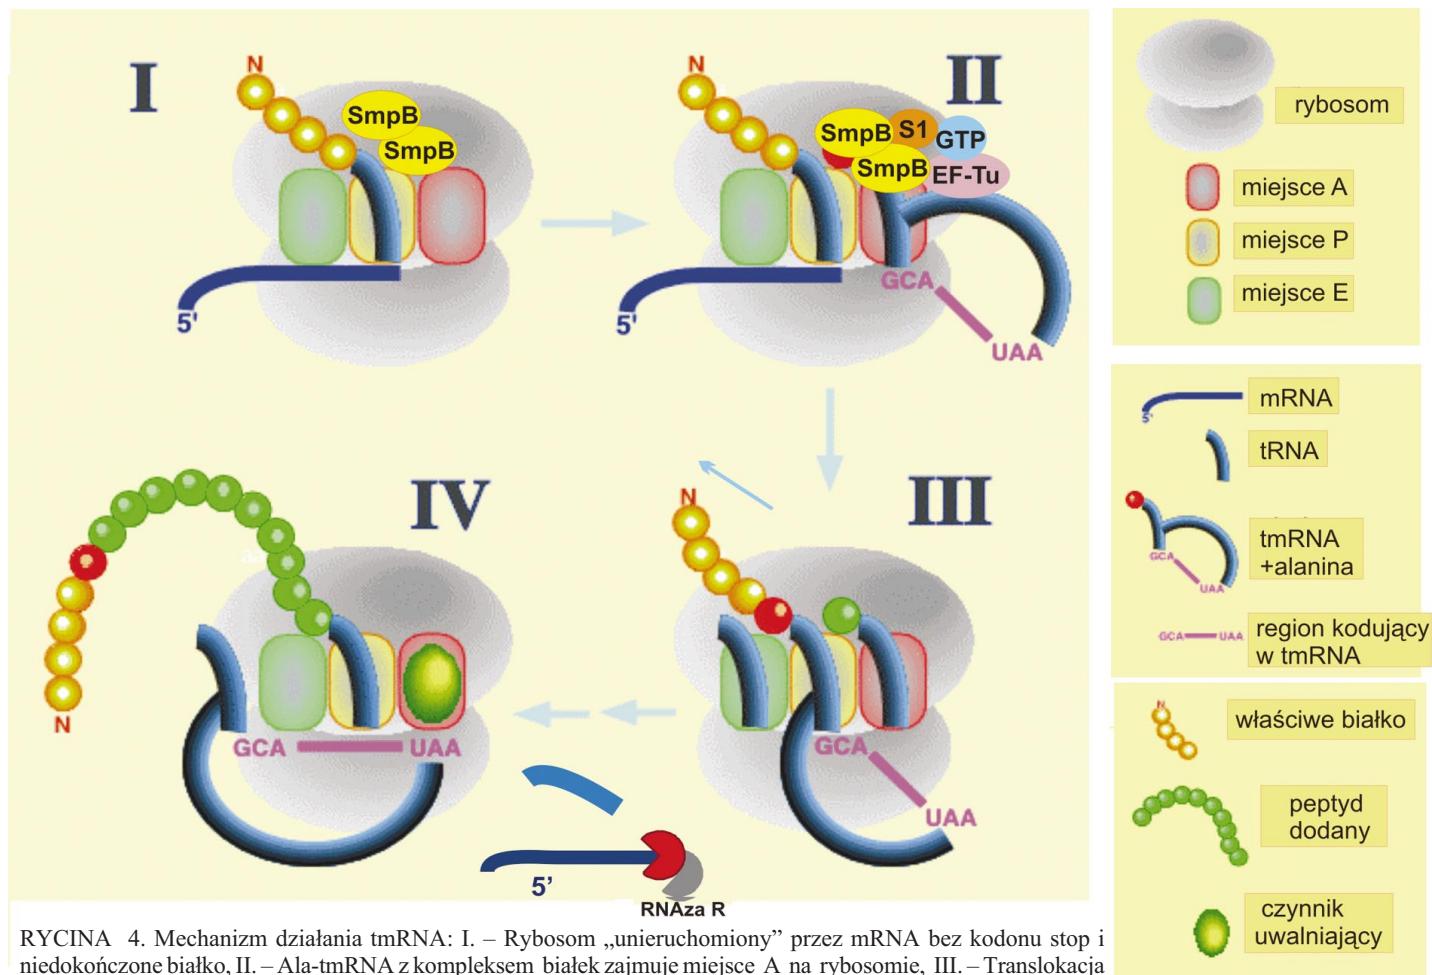 I
N
SmpB
SmpB
5'
II
N
SmpB
S1
GTP
SmpB
EF-Tu
GCA
5'
UAA
III
N
GCA
UAA
IV
N
GCA
UAA
5’
RNAza R
rybosom
miejsce A
miejsce P
miejsce E
mRNA
5'
tRNA
tmRNA
+alanina
GCA
UAA
GCA
UAA
region kodujący
w tmRNA
N
właściwe białko
peptyd
dodany
czynnik
uwalniający
RYCINA 4. Mechanizm działania tmRNA: I. – Rybosom „unieruchomiony” przez mRNA bez kodonu stop i
niedokończone białko, II. – Ala-tmRNA z kompleksem białek zajmuje miejsce A na rybosomie, III. – Translokacja